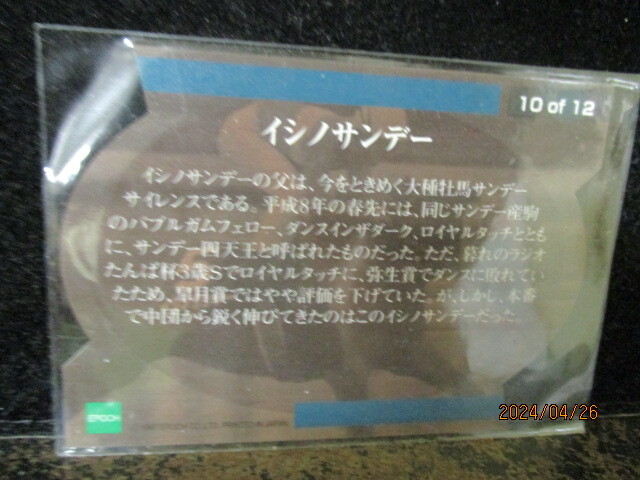 10 of 12
イシノサンデー
イシノサンデーの父は、今をときめく大種牡馬サンデー
サイレンスである。平成8年の春先には、同じサンデー産駒
のバブルガムフェロー、ダンスインザダーク、ロイヤルタッチととも
に、サンデー四天王と呼ばれたものだった。ただ、暮れのラジオ
たんぱ杯3歳Sでロイヤルタッチに、弥生賞でダンスに敗れてい
たため、皐月賞ではやや評価を下げていた。が、しかし、本番
で中団から鋭く伸びてきたのはこのイシノサンデーだった。
EPOCH
2024/04/26